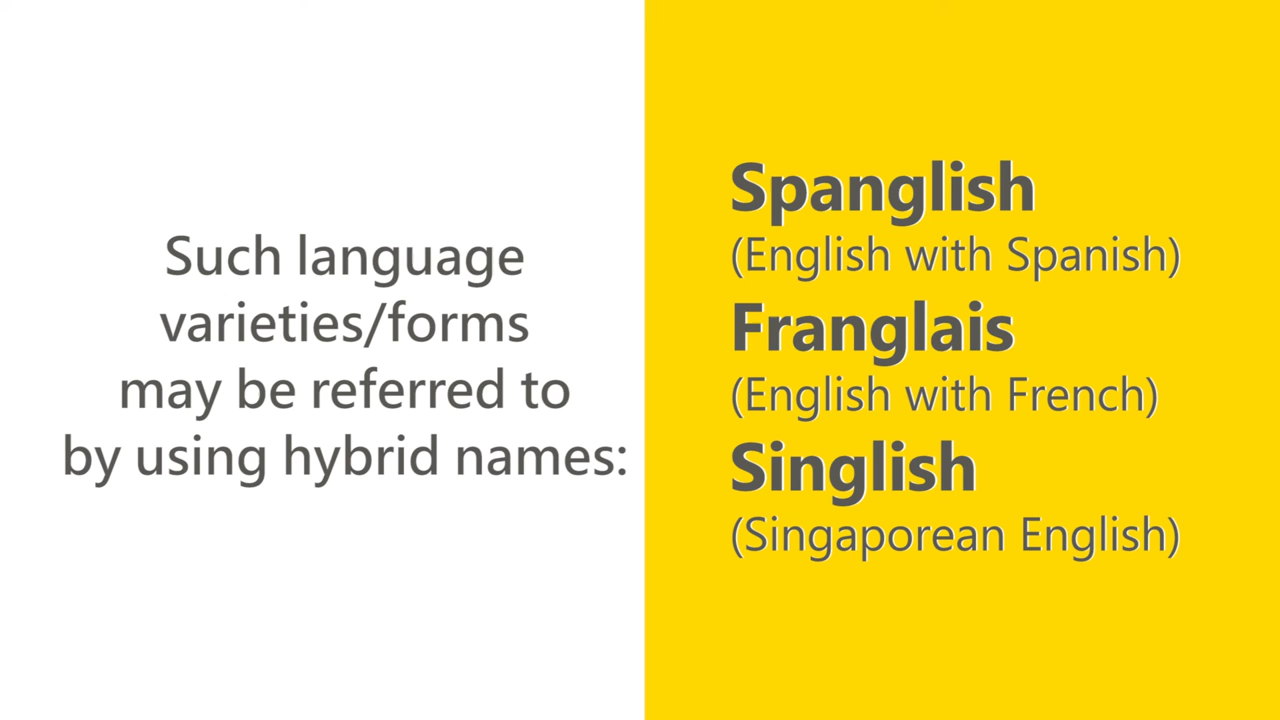 Such language
varieties/forms
may be referred to
by using hybrid names:
Spanglish
(English with Spanish)
Franglais
(English with French)
Singlish
(Singaporean English)